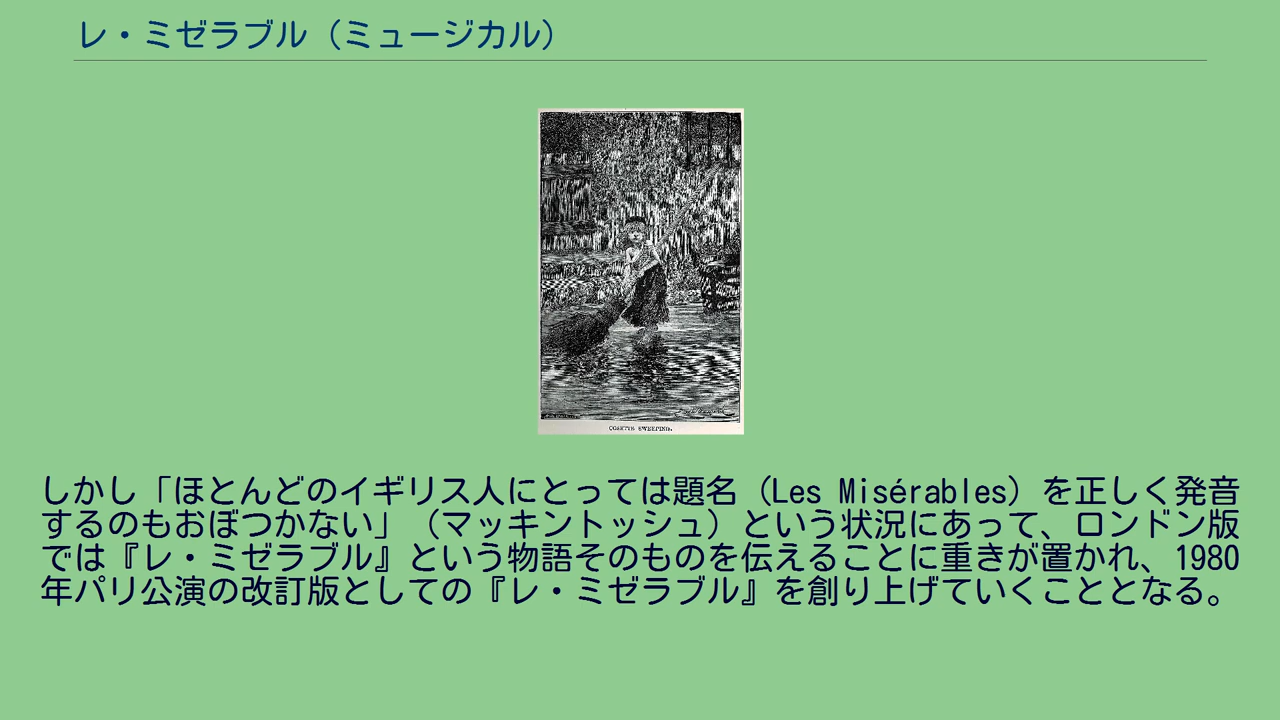 レ・ミゼラブル（ミュージカル）
COSETTE SWEEPING.
しかし「ほとんどのイギリス人にとっては題名（Les Misérables）を正しく発音
するのもおぼつかない」（マッキントッシュ）という状況にあって、ロンドン版
では『レ・ミゼラブル』という物語そのものを伝えることに重きが置かれ、1980
年パリ公演の改訂版としての『レ・ミゼラブル』を創り上げていくこととなる。